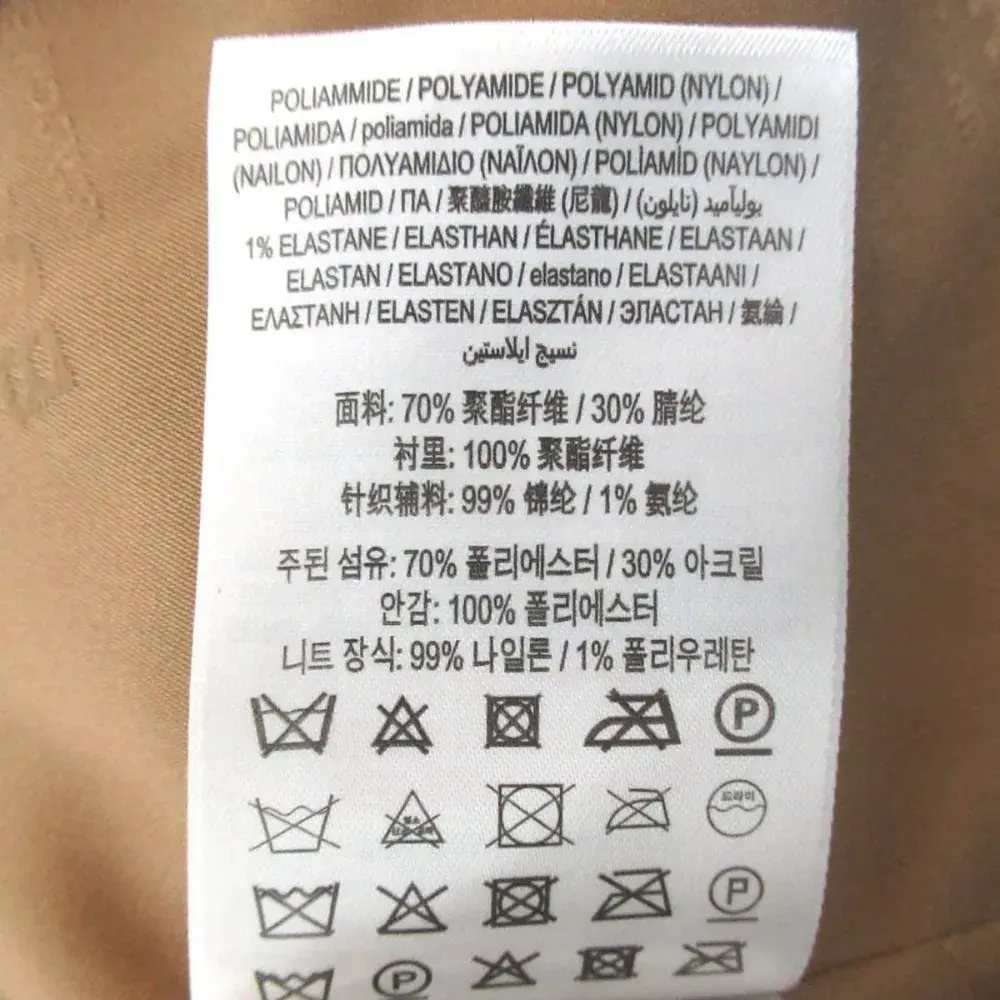 POLIAMMIDE / POLYAMIDE / POLYAMID (NYLON) /
POLIAMIDA / poliamida / POLIAMIDA (NYLON) / POLYAMIDI
(NAILON) / ΠΟΛΥΑΜΙΔΙΟ (ΝΑΪΛΟΝ) / POLİAMİD (NAYLON) /
POLIAMID / ПА / 聚醯胺纖維 (尼龍) / بوليآميد (نايلون) /
1% ELASTANE / ELASTHAN / ÉLASTHANE / ELASTAAN /
ELASTAN / ELASTANO / elastano / ELASTAANI /
ΕΛΑΣΤΑΝΗ / ELASTEN / ELASZTÁN / ЭЛАСТАН / 氨綸 /
نسيج ايلاستين
面料: 70% 聚酯纤维 / 30% 腈纶
衬里: 100% 聚酯纤维
针织辅料: 99% 锦纶 / 1% 氨纶
주된 섬유: 70% 폴리에스터 / 30% 아크릴
안감: 100% 폴리에스터
니트 장식: 99% 나일론 / 1% 폴리우레탄
P
드라이
P
P